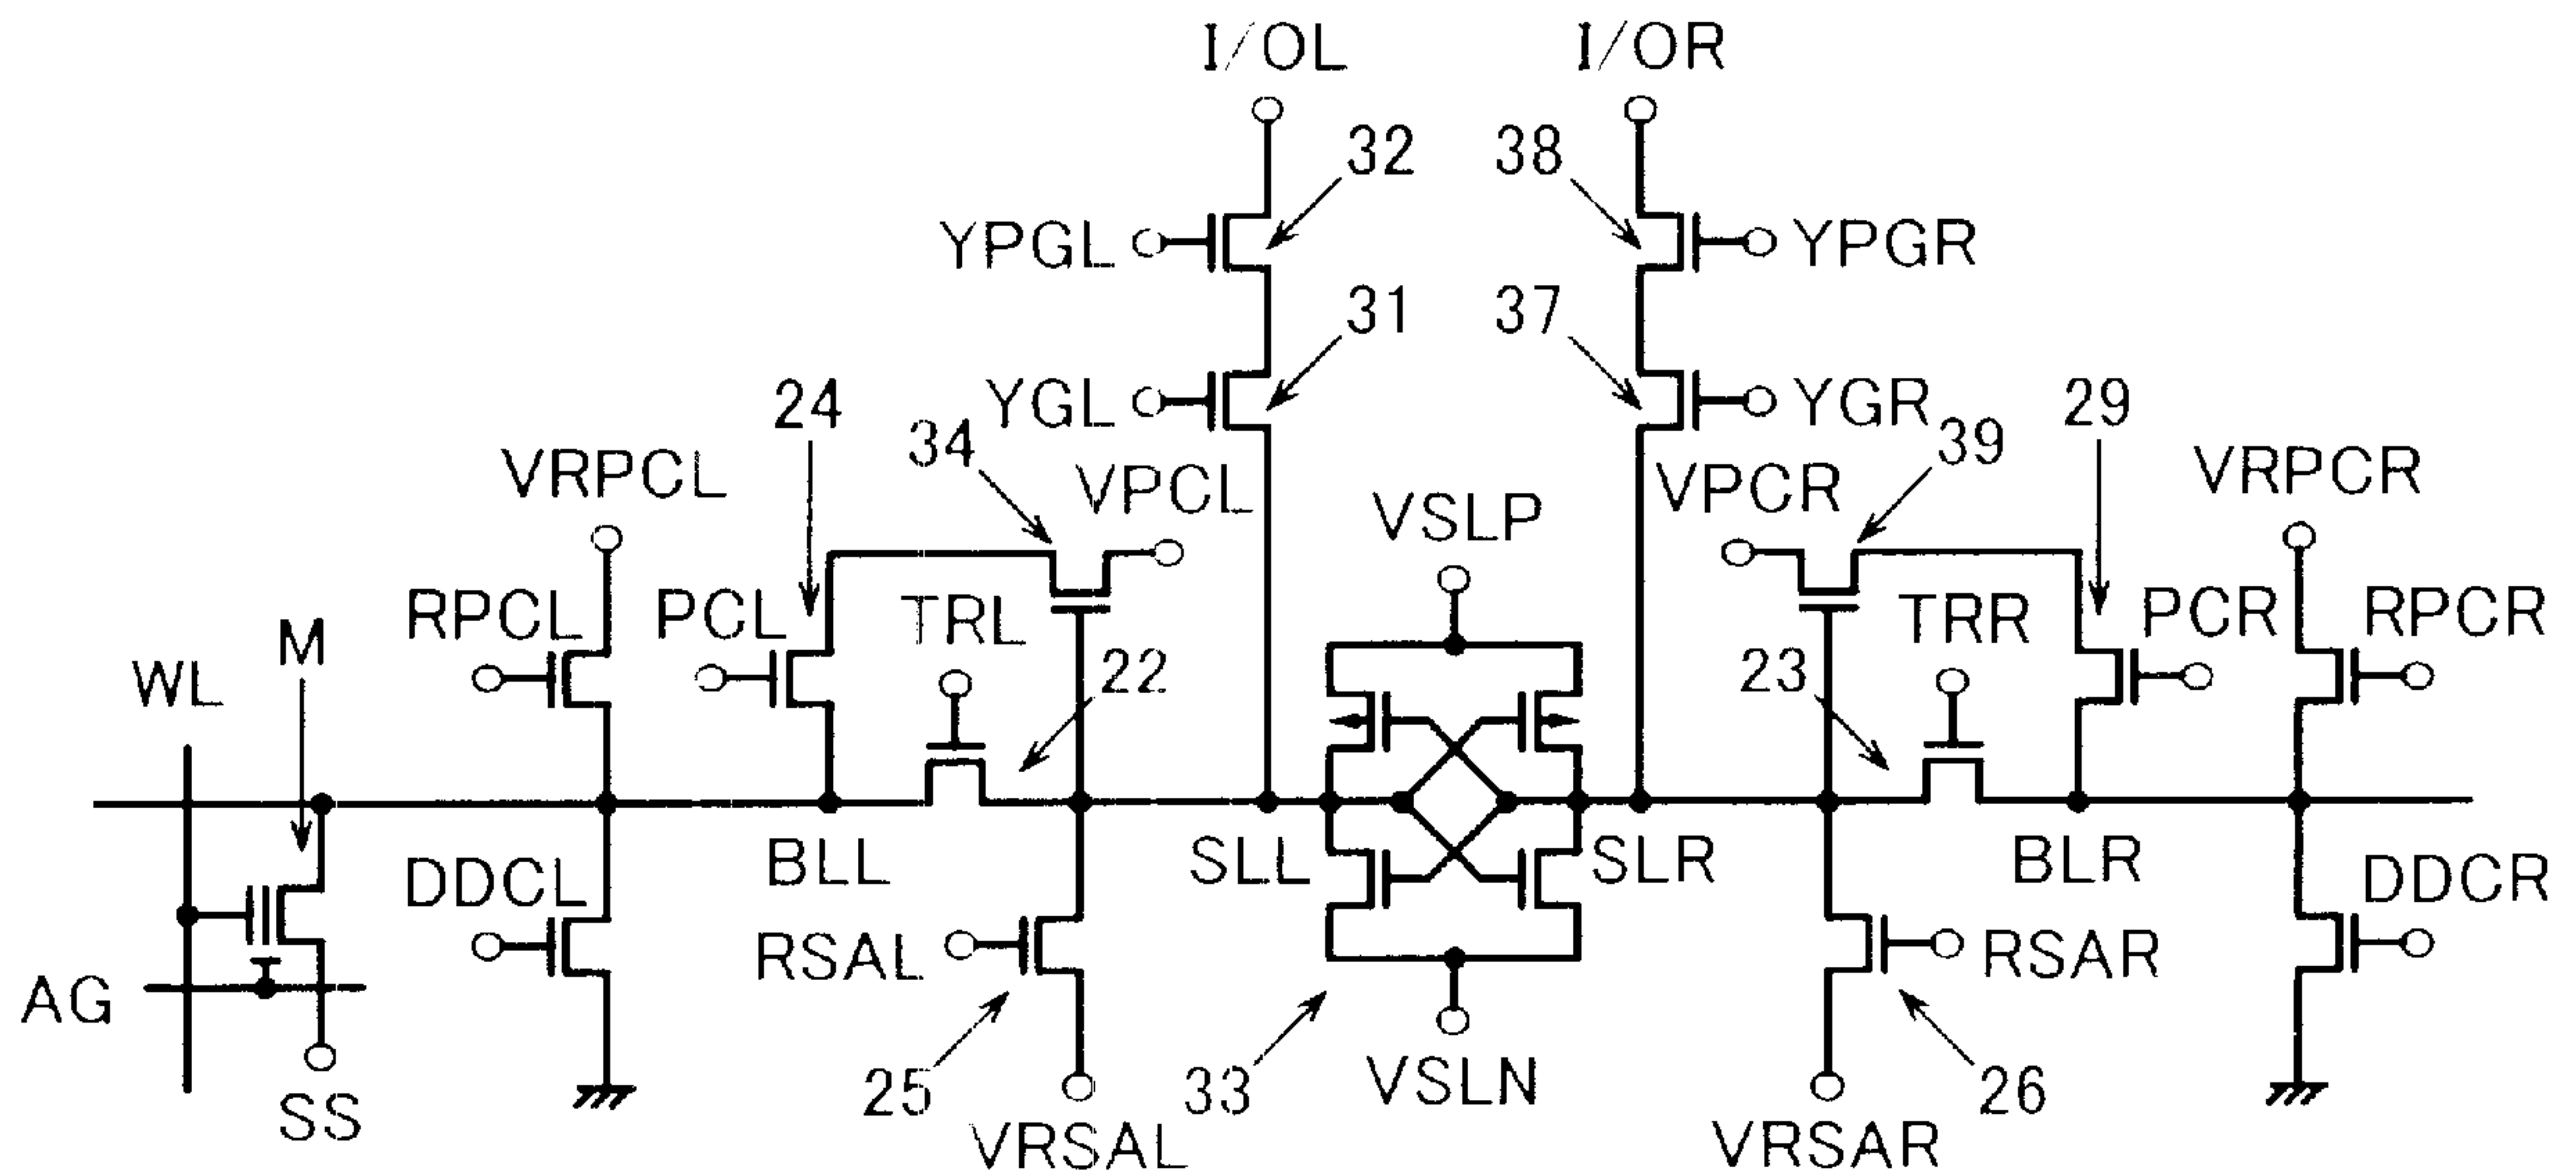 I/OL
I/OR
32
38
YPGL
YPGR
31
37
YGL
YGR
24
34
39
29
VRPCL
VPCL
VSLP
VPCR
VRPCR
RPCL
PCL
TRL
TRR
PCR
RPCR
M
WL
22
23
DDCL
BLL
SLL
SLR
BLR
DDCR
RSAL
RSAR
AG
SS
25
33
VSLN
26
VRSAL
VRSAR